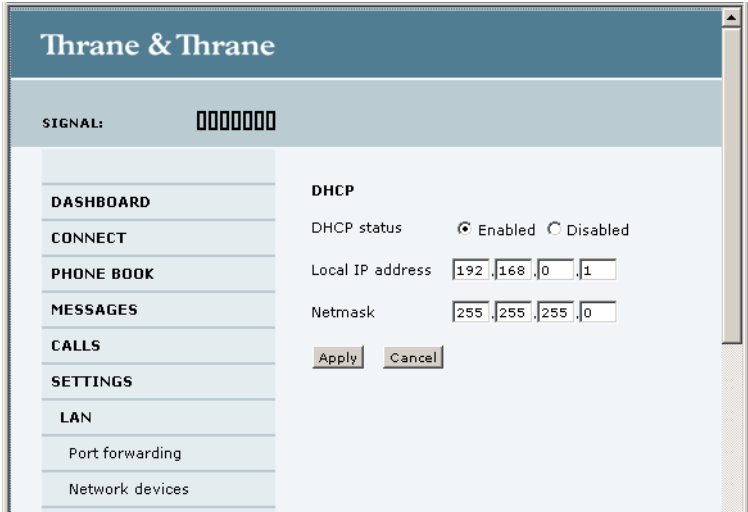 Thrane & Thrane
SIGNAL:
DASHBOARD
CONNECT
PHONE BOOK
MESSAGES
CALLS
SETTINGS
LAN
Port forwarding
Network devices
DHCP
DHCP status Enabled Disabled
Local IP address 192 .168 .0 .1
Netmask 255 .255 .255 .0
Apply Cancel